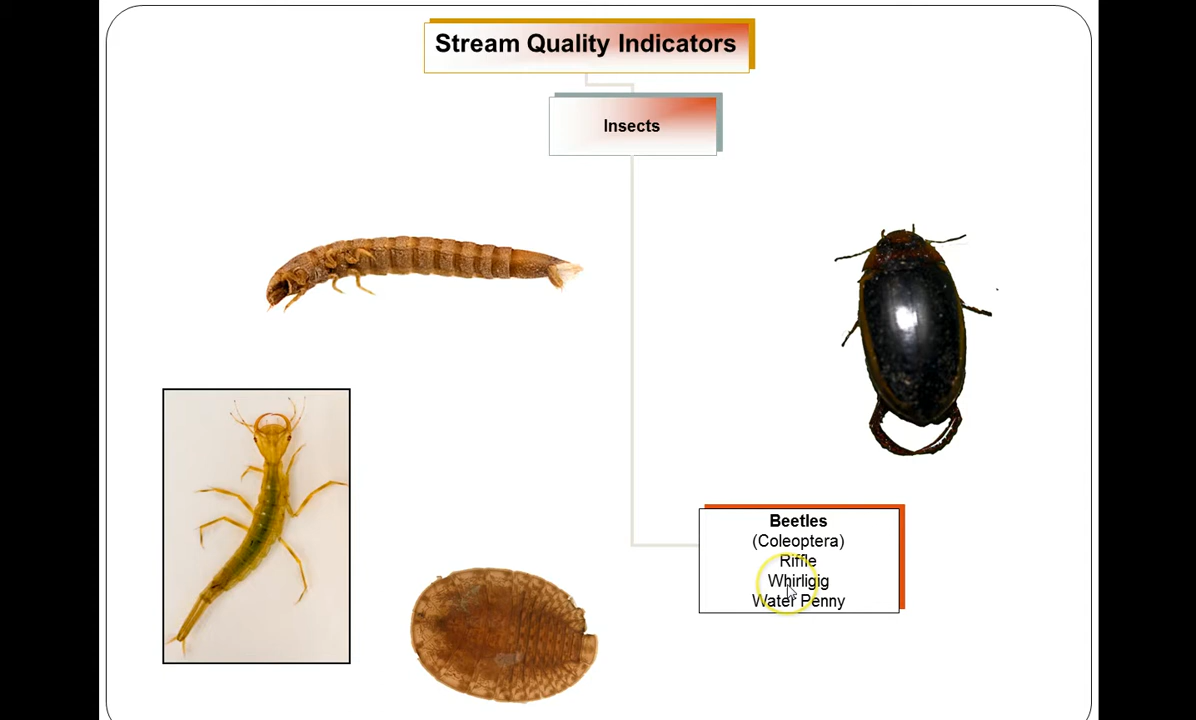 Stream Quality Indicators
Insects
Beetles
(Coleoptera)
Riffle
Whirligig
Water Penny